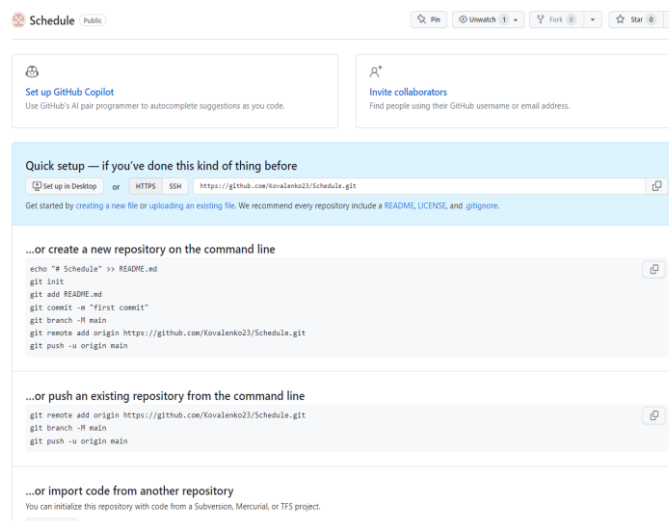 Schedule Public
Pin Unwatch 1 Fork 0 Star 0
Set up GitHub Copilot
Use GitHub's AI pair programmer to autocomplete suggestions as you code.
Invite collaborators
Find people using their GitHub username or email address.
Quick setup — if you've done this kind of thing before
Set up in Desktop or HTTPS SSH https://github.com/Kovalenko23/Schedule.git
Get started by creating a new file or uploading an existing file. We recommend every repository include a README, LICENSE, and .gitignore.
...or create a new repository on the command line
echo "# Schedule" >> README.md
git init
git add README.md
git commit -m "first commit"
git branch -M main
git remote add origin https://github.com/Kovalenko23/Schedule.git
git push -u origin main
...or push an existing repository from the command line
git remote add origin https://github.com/Kovalenko23/Schedule.git
git branch -M main
git push -u origin main
...or import code from another repository
You can initialize this repository with code from a Subversion, Mercurial, or TFS project.